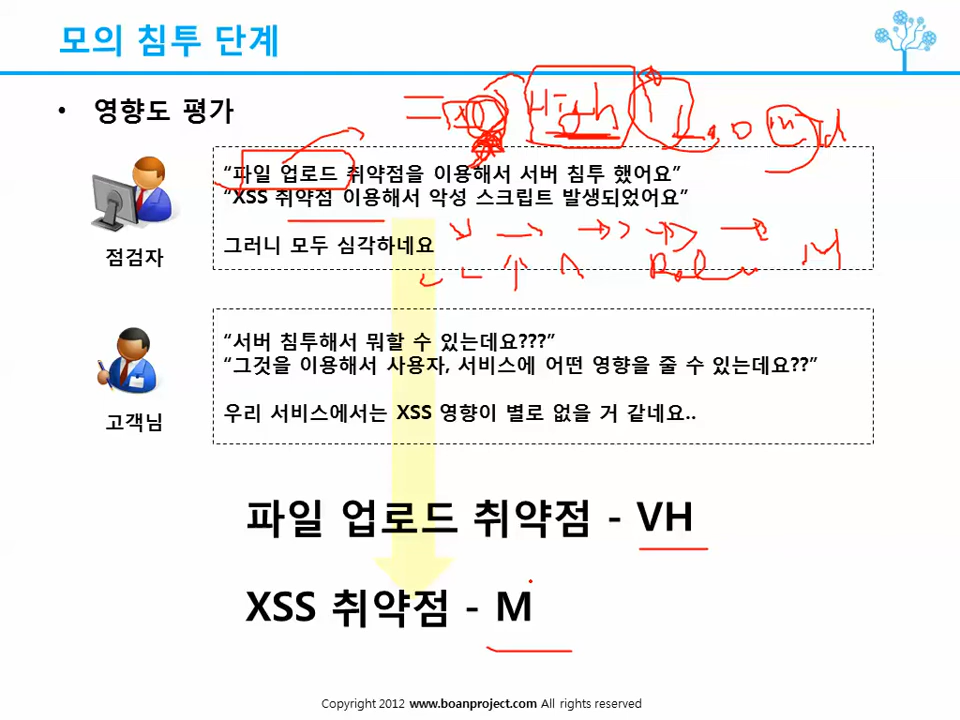 모의 침투 단계
• 영향도 평가
High
“파일 업로드 취약점을 이용해서 서버 침투 했어요”
“XSS 취약점 이용해서 악성 스크립트 발생되었어요”
그러니 모두 심각하네요
M
점검자
“서버 침투해서 뭐할 수 있는데요???”
“그것을 이용해서 사용자, 서비스에 어떤 영향을 줄 수 있는데요??”
우리 서비스에서는 XSS 영향이 별로 없을 거 같네요..
고객님
파일 업로드 취약점 - VH
XSS 취약점 - M
Copyright 2012 www.boanproject.com All rights reserved